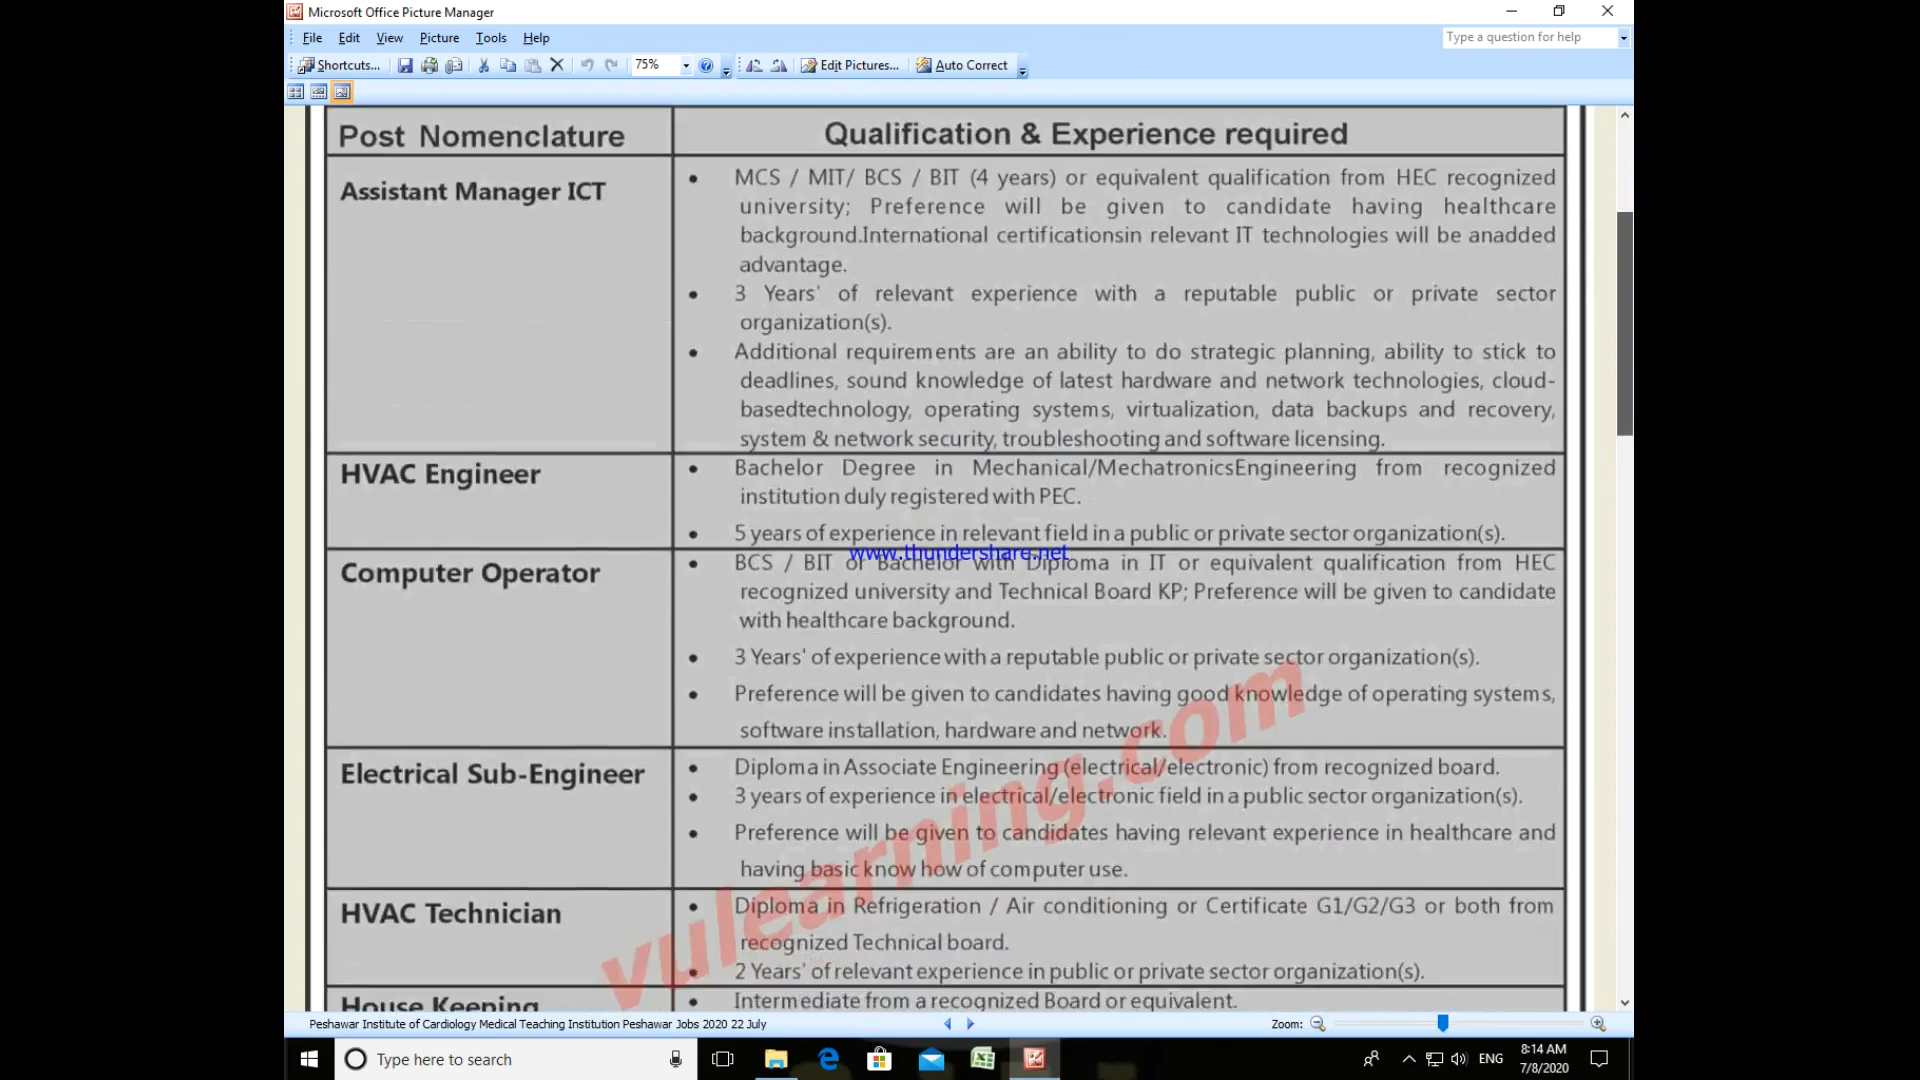 Microsoft Office Picture Manager
File Edit View Picture Tools Help
Type a question for help
Shortcuts... 75% Edit Pictures... Auto Correct
Post Nomenclature Qualification & Experience required
Assistant Manager ICT
• MCS / MIT/ BCS / BIT (4 years) or equivalent qualification from HEC recognized
university; Preference will be given to candidate having healthcare
background.International certificationsin relevant IT technologies will be anadded
advantage.
• 3 Years' of relevant experience with a reputable public or private sector
organization(s).
• Additional requirements are an ability to do strategic planning, ability to stick to
deadlines, sound knowledge of latest hardware and network technologies, cloud-
basedtechnology, operating systems, virtualization, data backups and recovery,
system & network security, troubleshooting and software licensing.
HVAC Engineer
• Bachelor Degree in Mechanical/MechatronicsEngineering from recognized
institution duly registered with PEC.
• 5 years of experience in relevant field in a public or private sector organization(s).
www.thundershare.net
Computer Operator
• BCS / BIT or Bachelor with Diploma in IT or equivalent qualification from HEC
recognized university and Technical Board KP; Preference will be given to candidate
with healthcare background.
• 3 Years' of experience with a reputable public or private sector organization(s).
• Preference will be given to candidates having good knowledge of operating systems,
software installation, hardware and network.
Electrical Sub-Engineer
• Diploma in Associate Engineering (electrical/electronic) from recognized board.
• 3 years of experience in electrical/electronic field in a public sector organization(s).
• Preference will be given to candidates having relevant experience in healthcare and
having basic know how of computer use.
HVAC Technician
• Diploma in Refrigeration / Air conditioning or Certificate G1/G2/G3 or both from
recognized Technical board.
• 2 Years' of relevant experience in public or private sector organization(s).
vulearning.com
House Keeping
• Intermediate from a recognized Board or equivalent.
Peshawar Institute of Cardiology Medical Teaching Institution Peshawar Jobs 2020 22 July
Zoom:
Type here to search
ENG
8:14 AM
7/8/2020